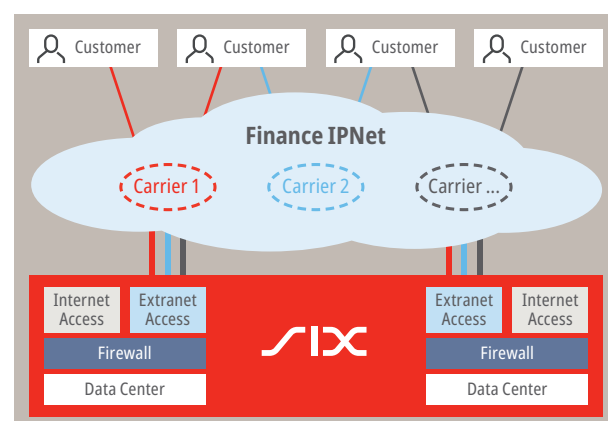 Customer
Customer
Customer
Customer
Finance IPNet
Carrier 1
Carrier 2
Carrier ...
Internet
Access
Extranet
Access
SIX
Extranet
Access
Internet
Access
Firewall
Firewall
Data Center
Data Center